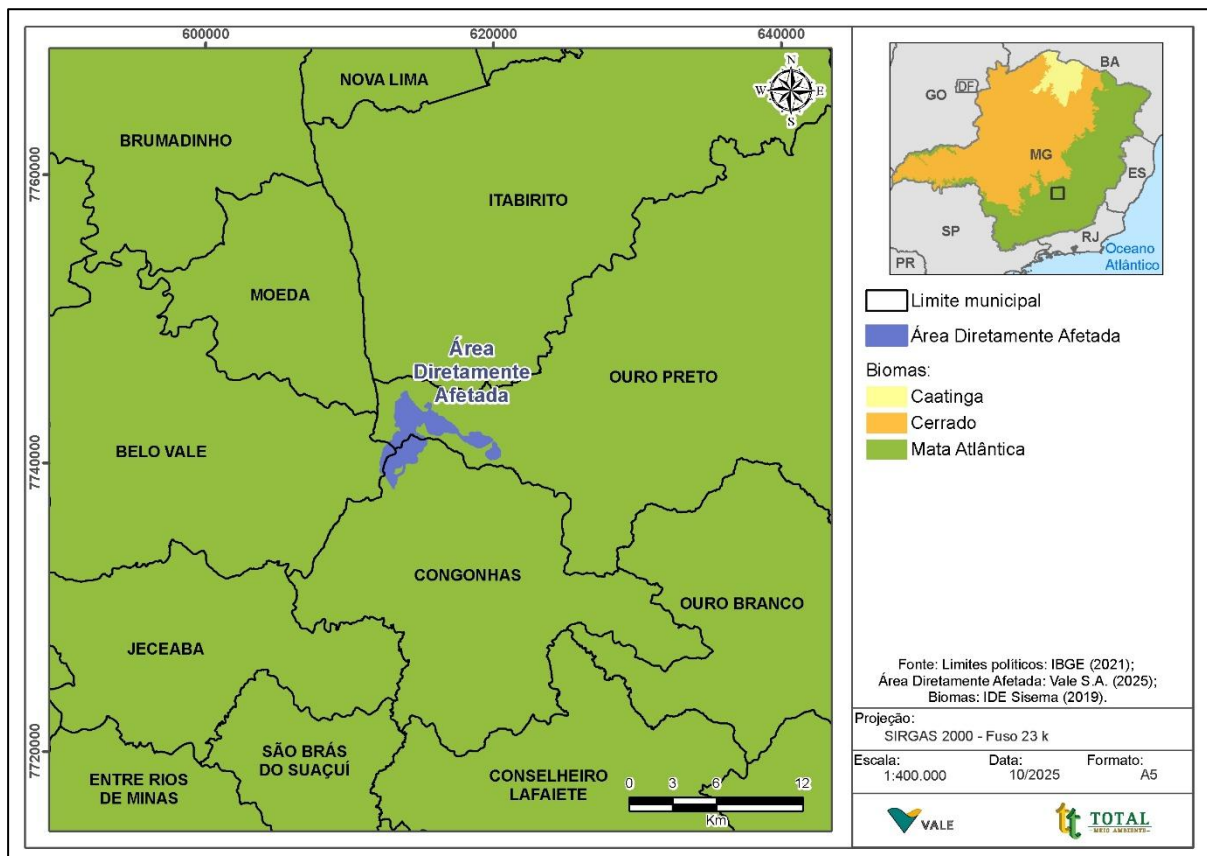 600000
620000
640000
7760000
7740000
7720000
N
W E
S
NOVA LIMA
BRUMADINHO
ITABIRITO
MOEDA
Área
Diretamente
Afetada
OURO PRETO
BELO VALE
CONGONHAS
OURO BRANCO
JECEABA
SÃO BRÁS
DO SUAÇUÍ
ENTRE RIOS
DE MINAS
CONSELHEIRO
LAFAIETE
0 3 6 12
Km
BA
GO
DF
MG
ES
SP
RJ
PR
Oceano
Atlântico
Limite municipal
Área Diretamente Afetada
Biomas:
Caatinga
Cerrado
Mata Atlântica
Fonte: Limites políticos: IBGE (2021);
Área Diretamente Afetada: Vale S.A. (2025);
Biomas: IDE Sisema (2019).
Projeção:
SIRGAS 2000 - Fuso 23 k
Escala:
1:400.000
Data:
10/2025
Formato:
A5
VALE
tt TOTAL
MEIO AMBIENTE